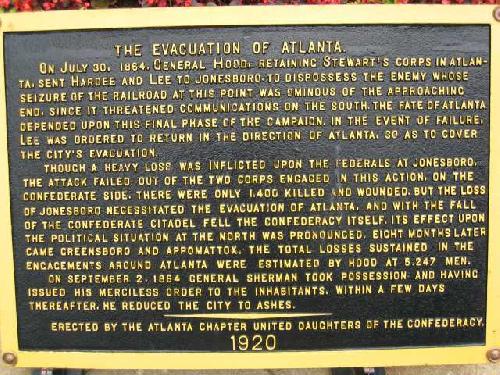 THE EVACUATION OF ATLANTA.
ON JULY 30, 1864, GENERAL HOOD, RETAINING STEWART'S CORPS IN ATLAN-
TA, SENT HARDEE AND LEE TO JONESBORO, TO DISPOSSESS THE ENEMY WHOSE
SEIZURE OF THE RAILROAD AT THIS POINT WAS OMINOUS OF THE APPROACHING
END, SINCE IT THREATENED COMMUNICATIONS ON THE SOUTH. THE FATE OF ATLANTA
DEPENDED UPON THIS FINAL PHASE OF THE CAMPAIGN. IN THE EVENT OF FAILURE,
LEE WAS ORDERED TO RETURN IN THE DIRECTION OF ATLANTA, SO AS TO COVER
THE CITY'S EVACUATION.
THOUGH A HEAVY LOSS WAS INFLICTED UPON THE FEDERALS AT JONESBORO,
THE ATTACK FAILED. OUT OF THE TWO CORPS ENGAGED IN THIS ACTION, ON THE
CONFEDERATE SIDE, THERE WERE ONLY 1,400 KILLED AND WOUNDED, BUT THE LOSS
OF JONESBORO NECESSITATED THE EVACUATION OF ATLANTA, AND WITH THE FALL
OF THE CONFEDERATE CITADEL FELL THE CONFEDERACY ITSELF. ITS EFFECT UPON
THE POLITICAL SITUATION AT THE NORTH WAS PRONOUNCED. EIGHT MONTHS LATER
CAME GREENSBORO AND APPOMATTOX. THE TOTAL LOSSES SUSTAINED IN THE
ENGAGEMENTS AROUND ATLANTA WERE ESTIMATED BY HOOD AT 5,247 MEN.
ON SEPTEMBER 2, 1864 GENERAL SHERMAN TOOK POSSESSION AND HAVING
ISSUED HIS MERCILESS ORDER TO THE INHABITANTS, WITHIN A FEW DAYS
THEREAFTER, HE REDUCED THE CITY TO ASHES.
ERECTED BY THE ATLANTA CHAPTER UNITED DAUGHTERS OF THE CONFEDERACY.
1920